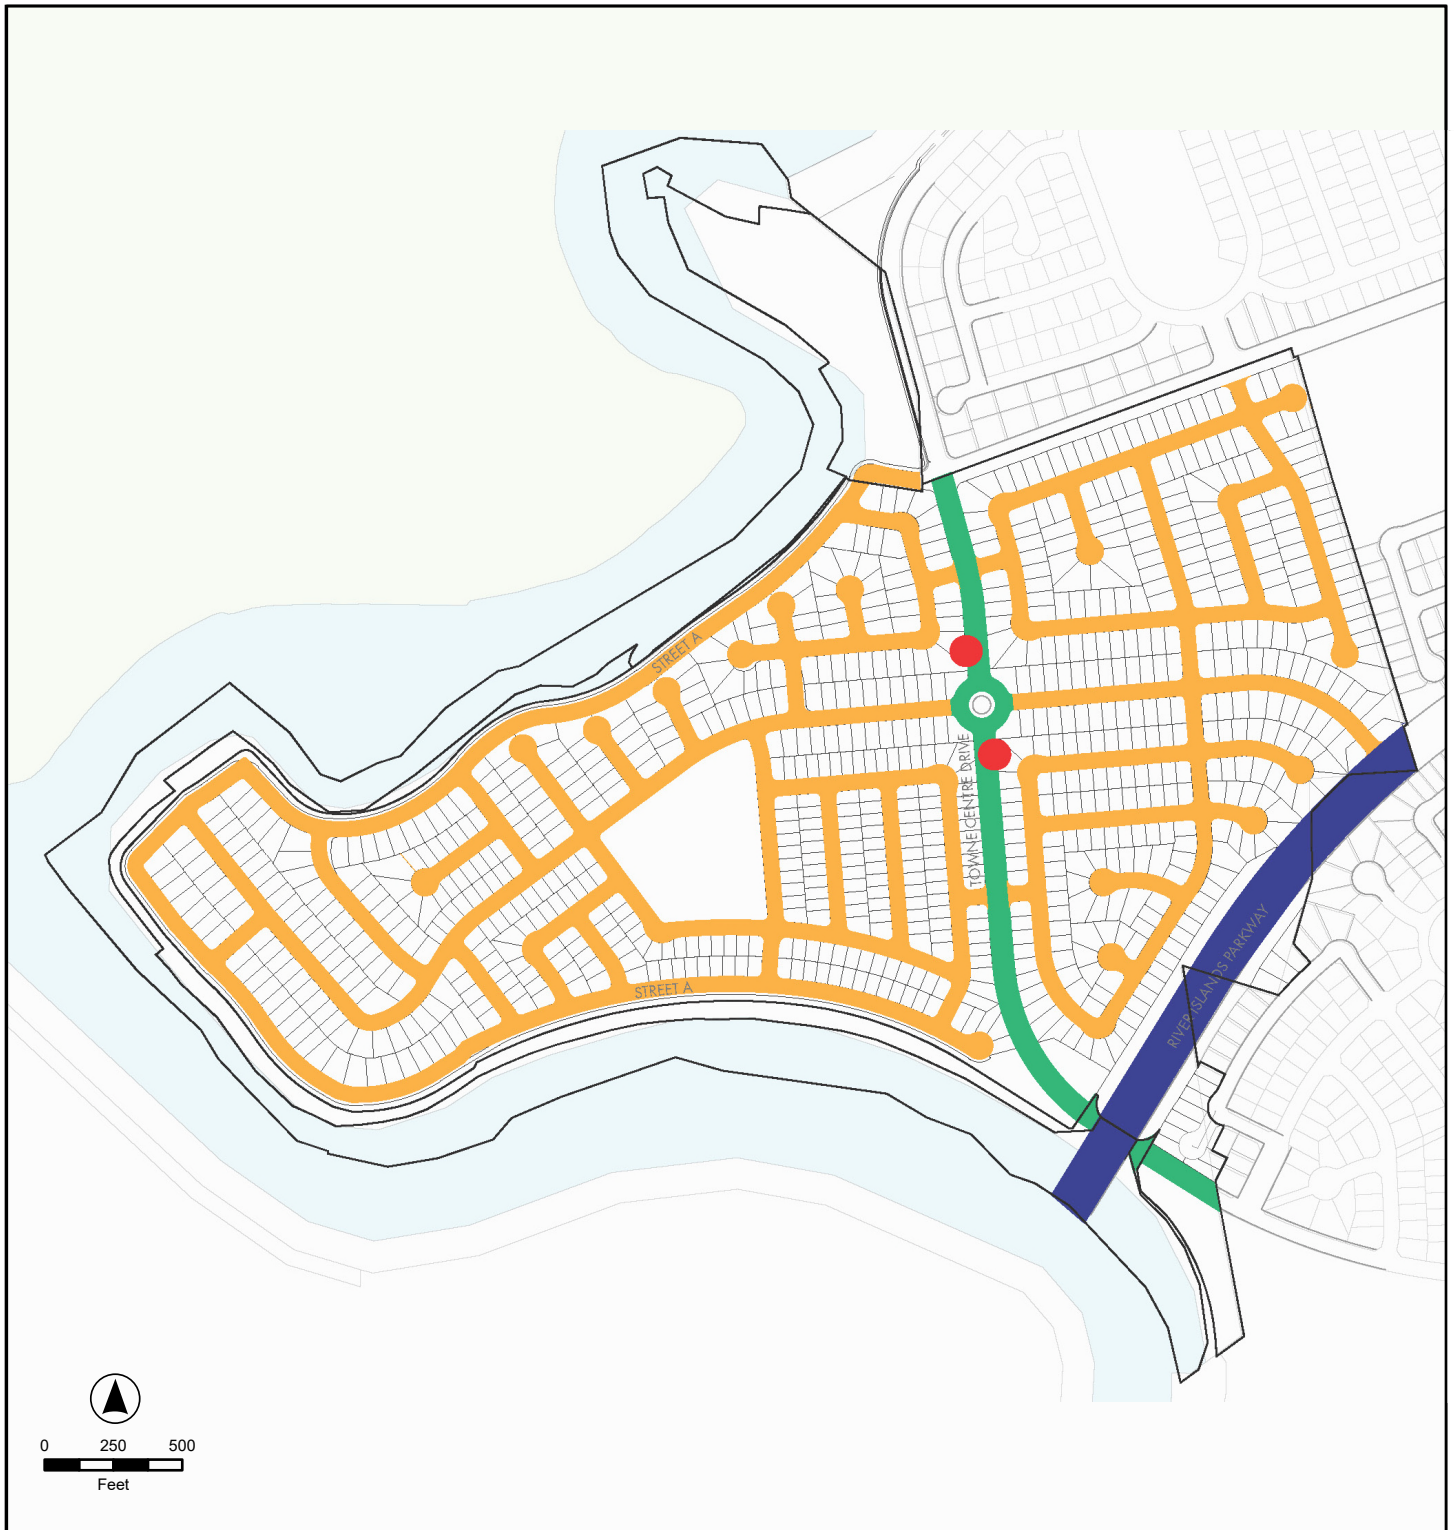 STREET A
TOWNE CENTRE DRIVE
RIVER ISLANDS PARKWAY
STREET A
0 250 500
Feet